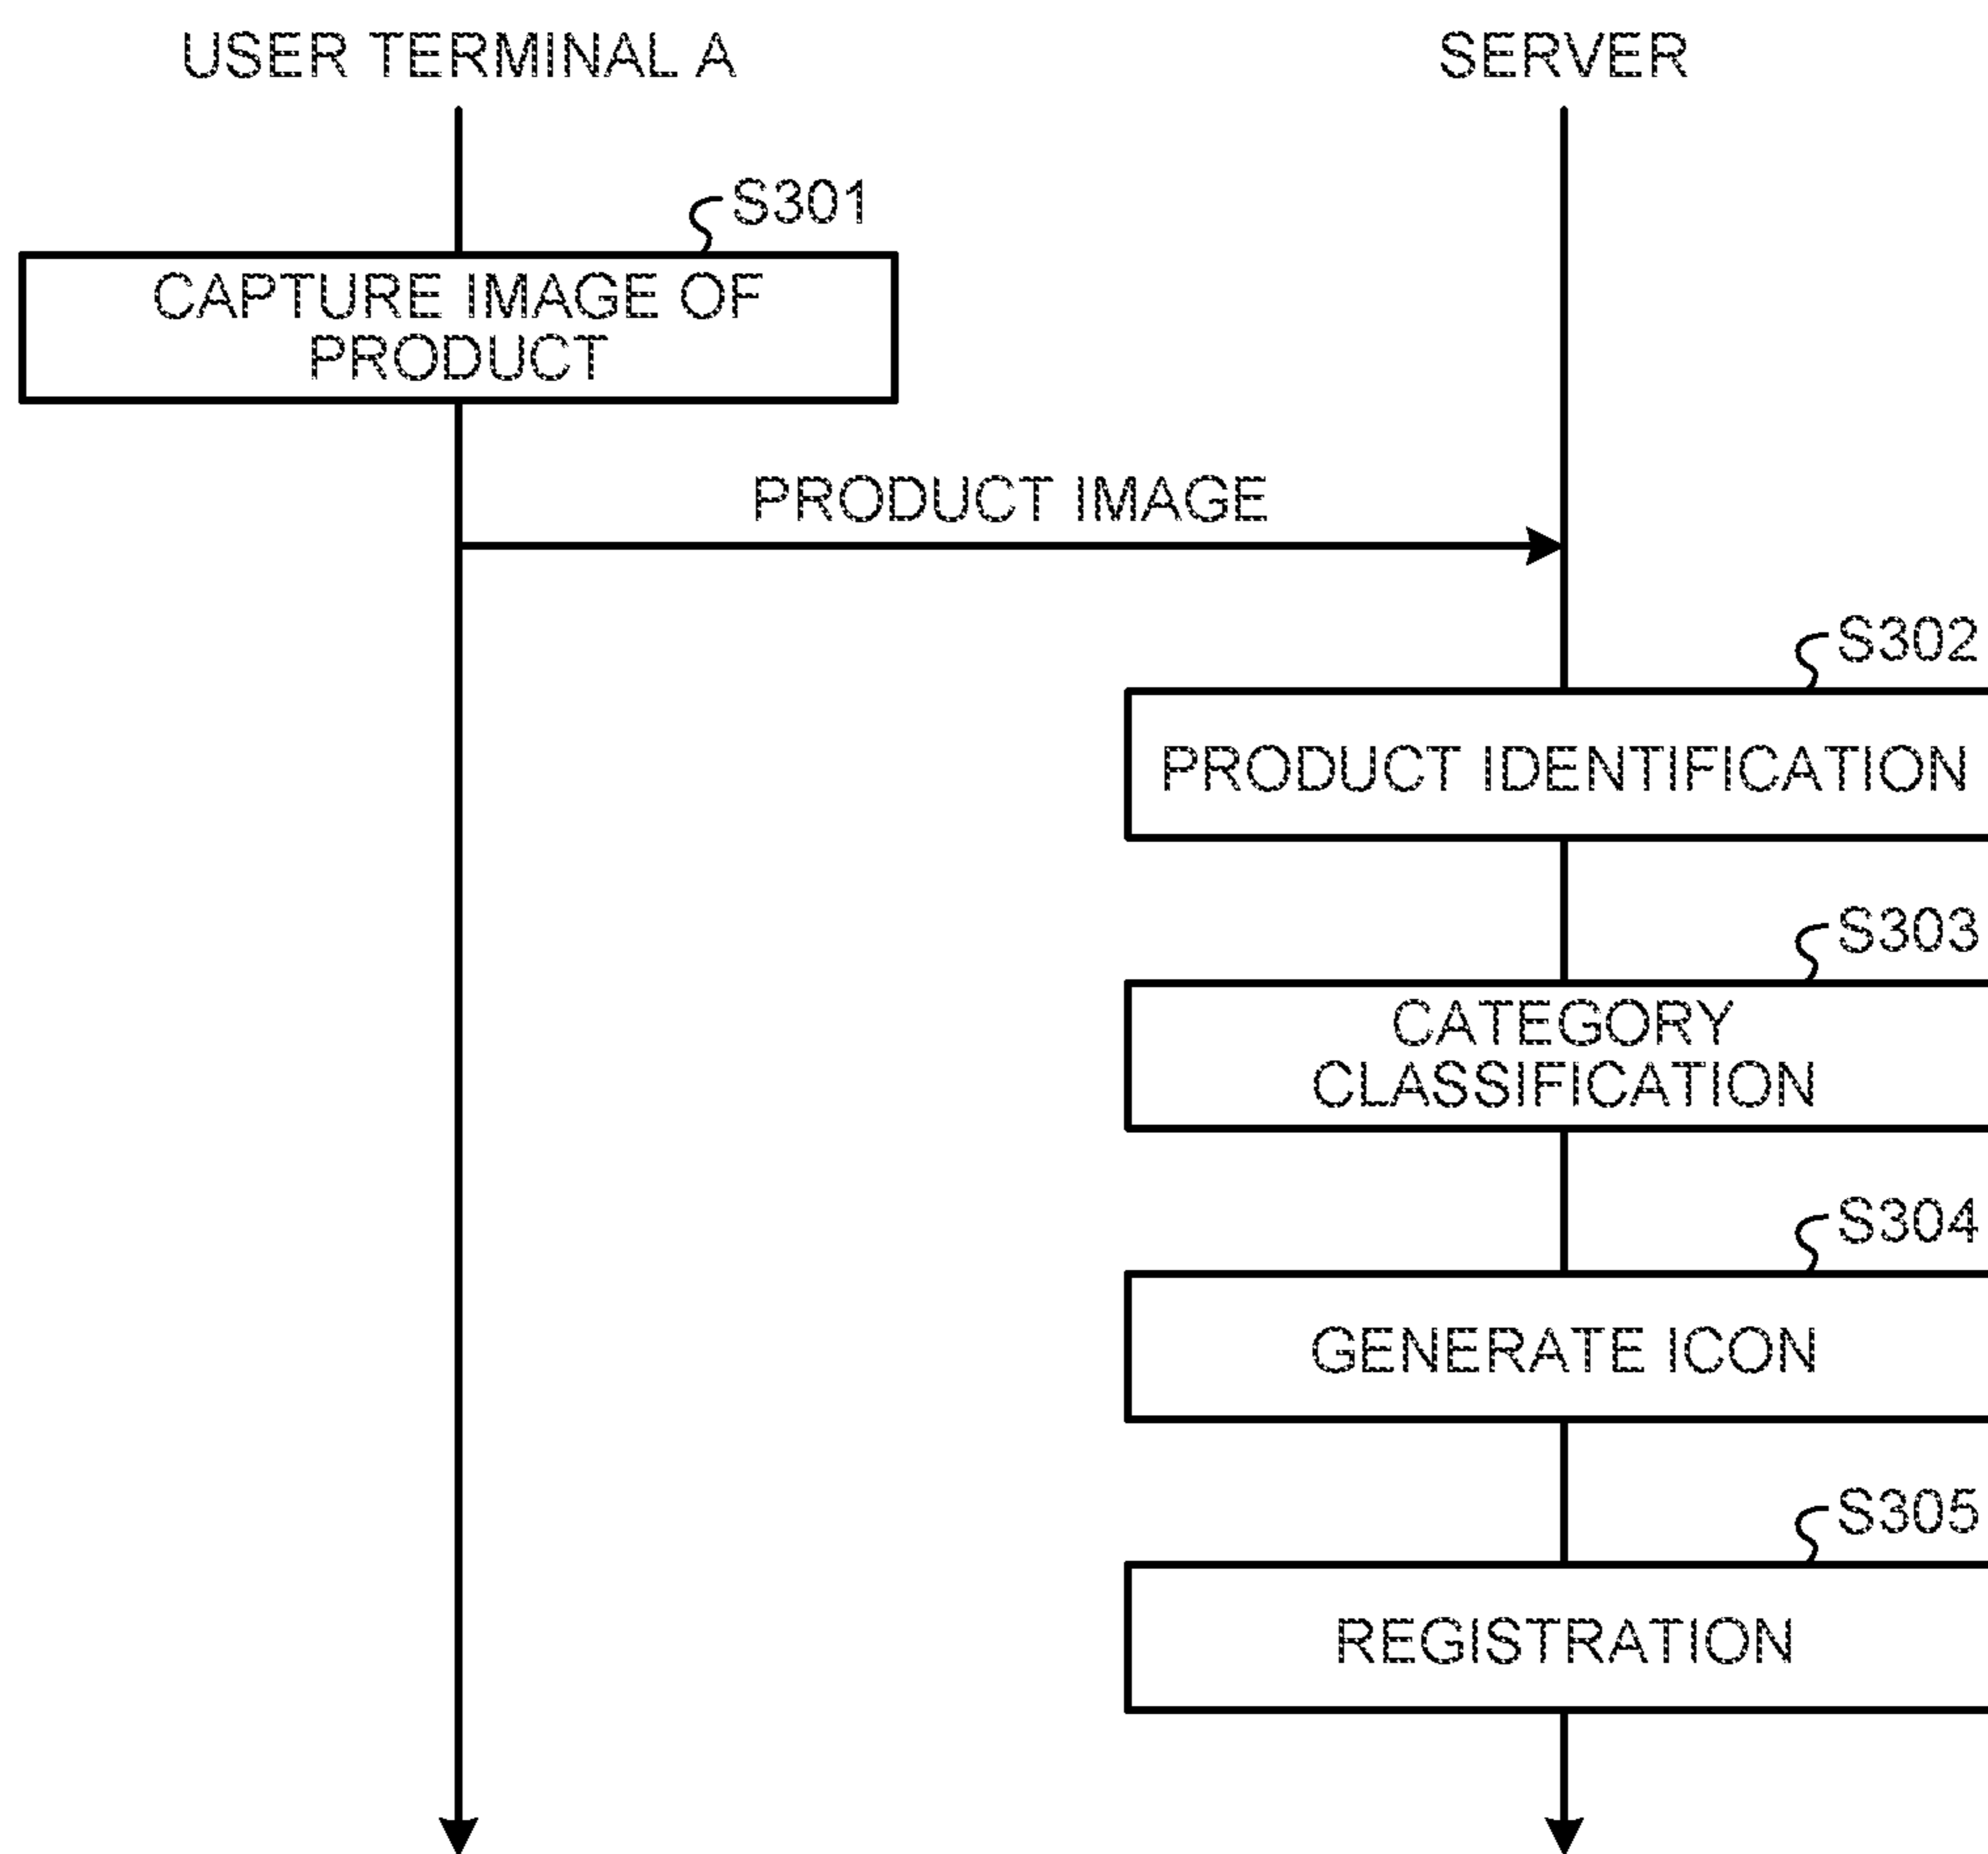 USER TERMINAL A
SERVER
S301
CAPTURE IMAGE OF
PRODUCT
PRODUCT IMAGE
S302
PRODUCT IDENTIFICATION
S303
CATEGORY
CLASSIFICATION
S304
GENERATE ICON
S305
REGISTRATION